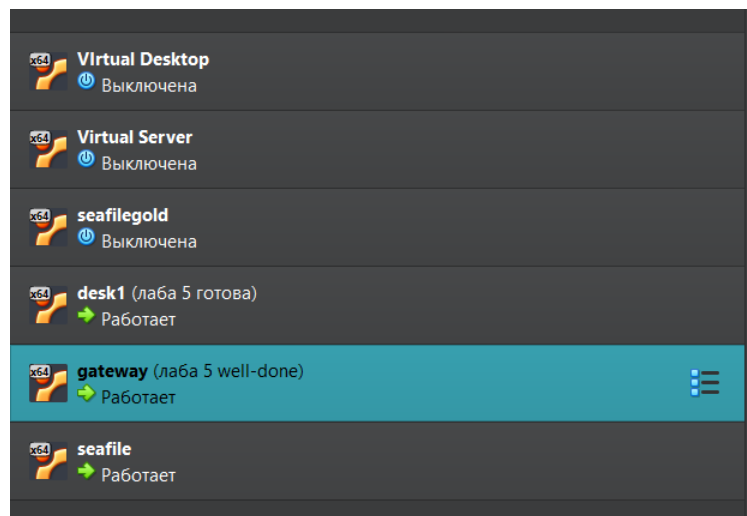 x64
VIrtual Desktop
Выключена
x64
Virtual Server
Выключена
x64
seafilegold
Выключена
x64
desk1 (лаба 5 готова)
Работает
x64
gateway (лаба 5 well-done)
Работает
x64
seafile
Работает